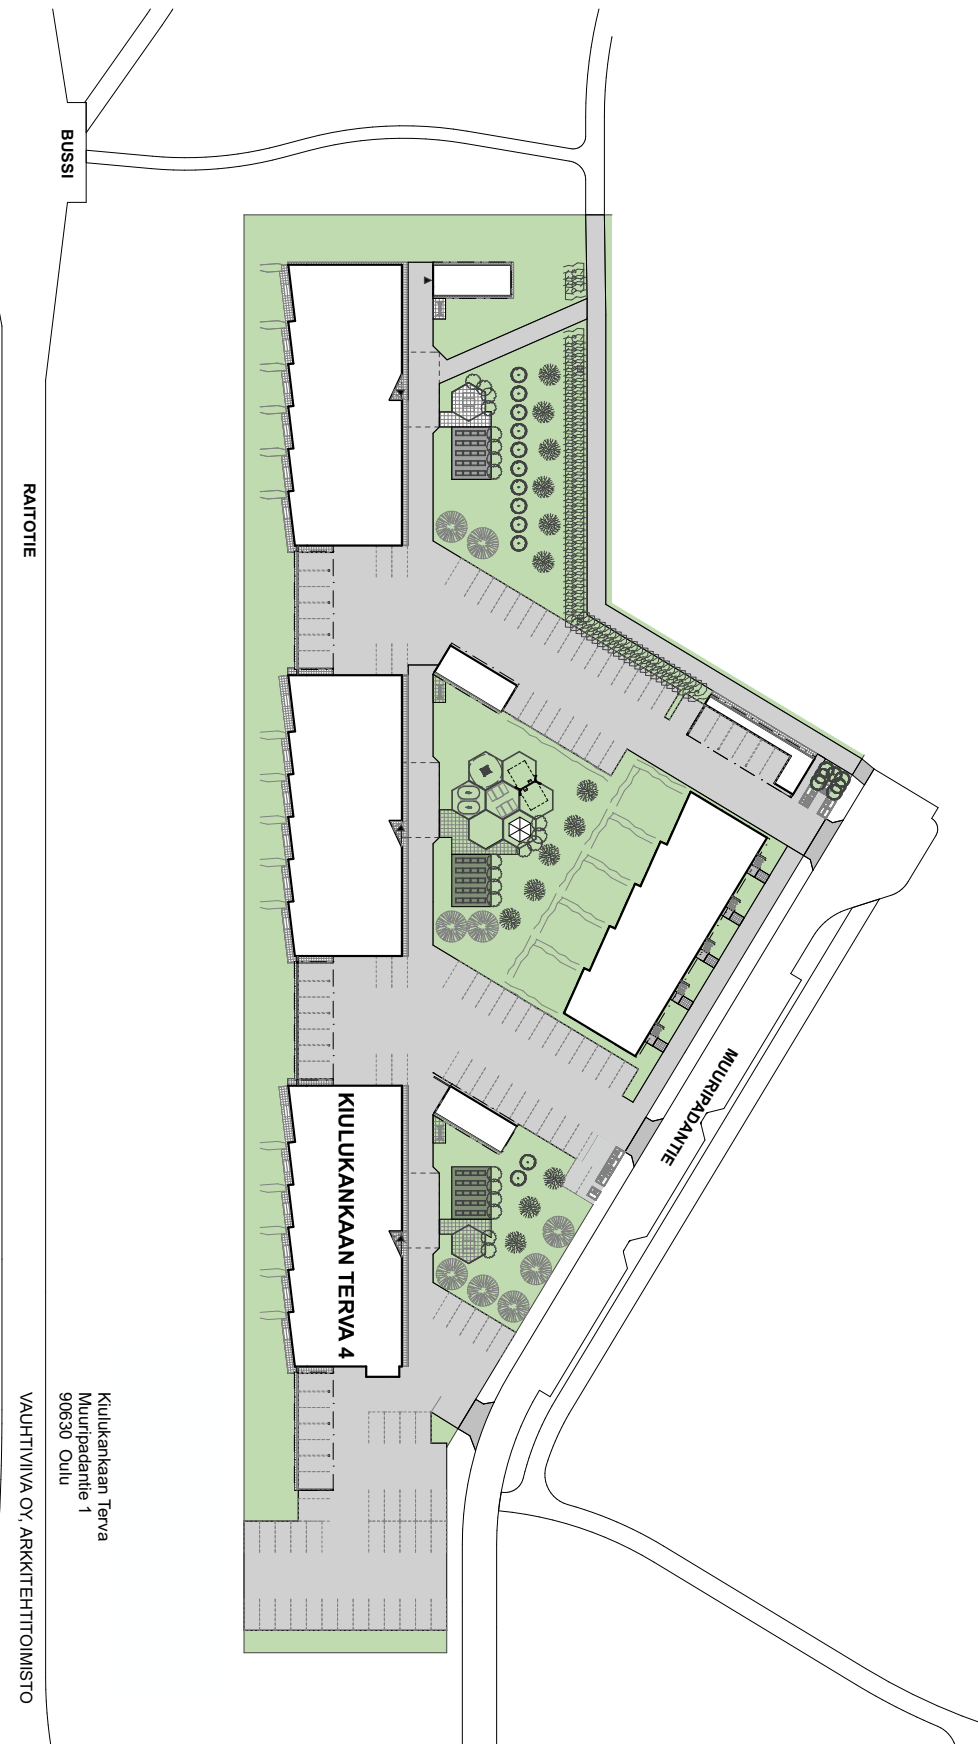 BUSSI
RAITOTIE
MUURIPADANTIE
KIULUKANKAAN TERVA 4
Kiulukankaan Terva
Muuripadantie 1
90630 Oulu
VAUHTIVIIVA OY, ARKKITEHTITOIMISTO